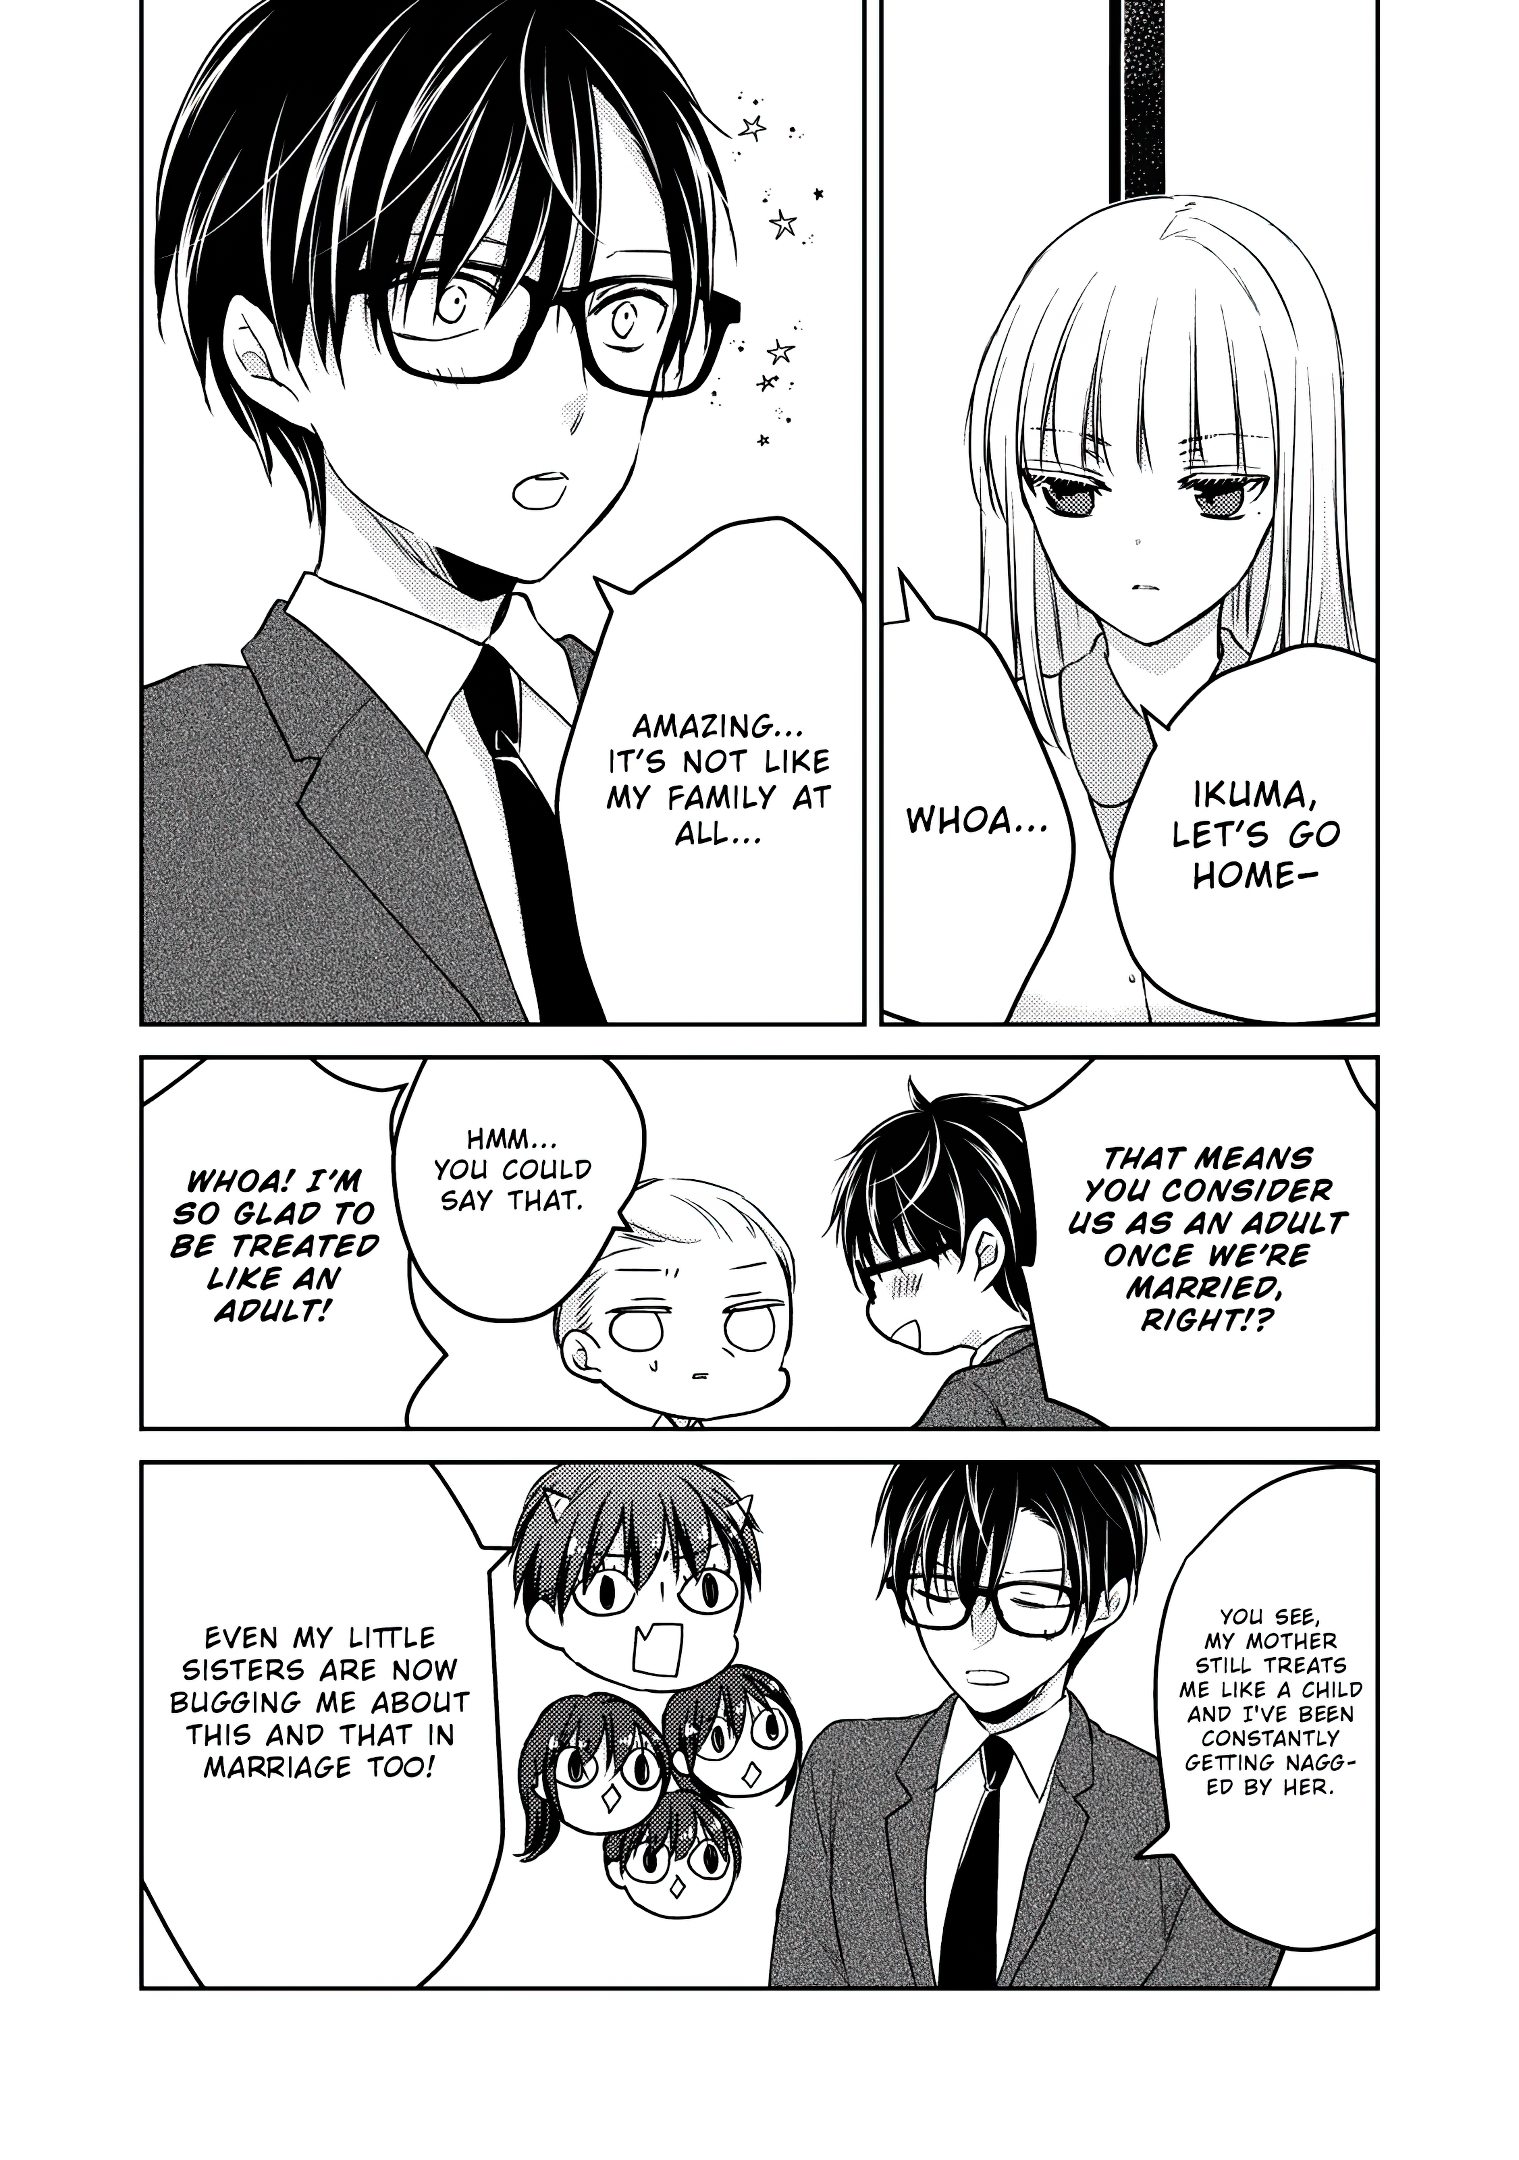 IKUMA,
LET'S GO
HOME-
WHOA...
AMAZING...
IT'S NOT LIKE
MY FAMILY AT
ALL...
THAT MEANS
YOU CONSIDER
US AS AN ADULT
ONCE WE'RE
MARRIED,
RIGHT!?
HMM...
YOU COULD
SAY THAT.
WHOA! I'M
SO GLAD TO
BE TREATED
LIKE AN
ADULT!
YOU SEE,
MY MOTHER
STILL TREATS
ME LIKE A CHILD
AND I'VE BEEN
CONSTANTLY
GETTING NAGG-
ED BY HER.
EVEN MY LITTLE
SISTERS ARE NOW
BUGGING ME ABOUT
THIS AND THAT IN
MARRIAGE TOO!